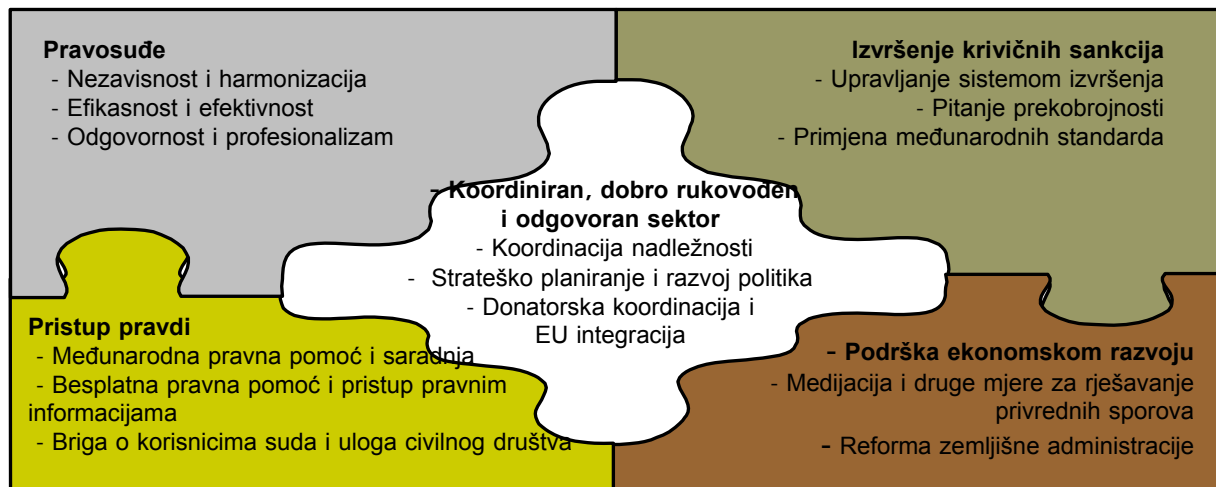 Pravosuđe
- Nezavisnost i harmonizacija
- Efikasnost i efektivnost
- Odgovornost i profesionalizam
Izvršenje krivičnih sankcija
- Upravljanje sistemom izvršenja
- Pitanje prekobrojnosti
- Primjena međunarodnih standarda
- Koordiniran, dobro rukovođen
i odgovoran sektor
- Koordinacija nadležnosti
- Strateško planiranje i razvoj politika
- Donatorska koordinacija i
EU integracija
Pristup pravdi
- Međunarodna pravna pomoć i saradnja
- Besplatna pravna pomoć i pristup pravnim
informacijama
- Briga o korisnicima suda i uloga civilnog društva
- Podrška ekonomskom razvoju
- Medijacija i druge mjere za rješavanje
privrednih sporova
- Reforma zemljišne administracije